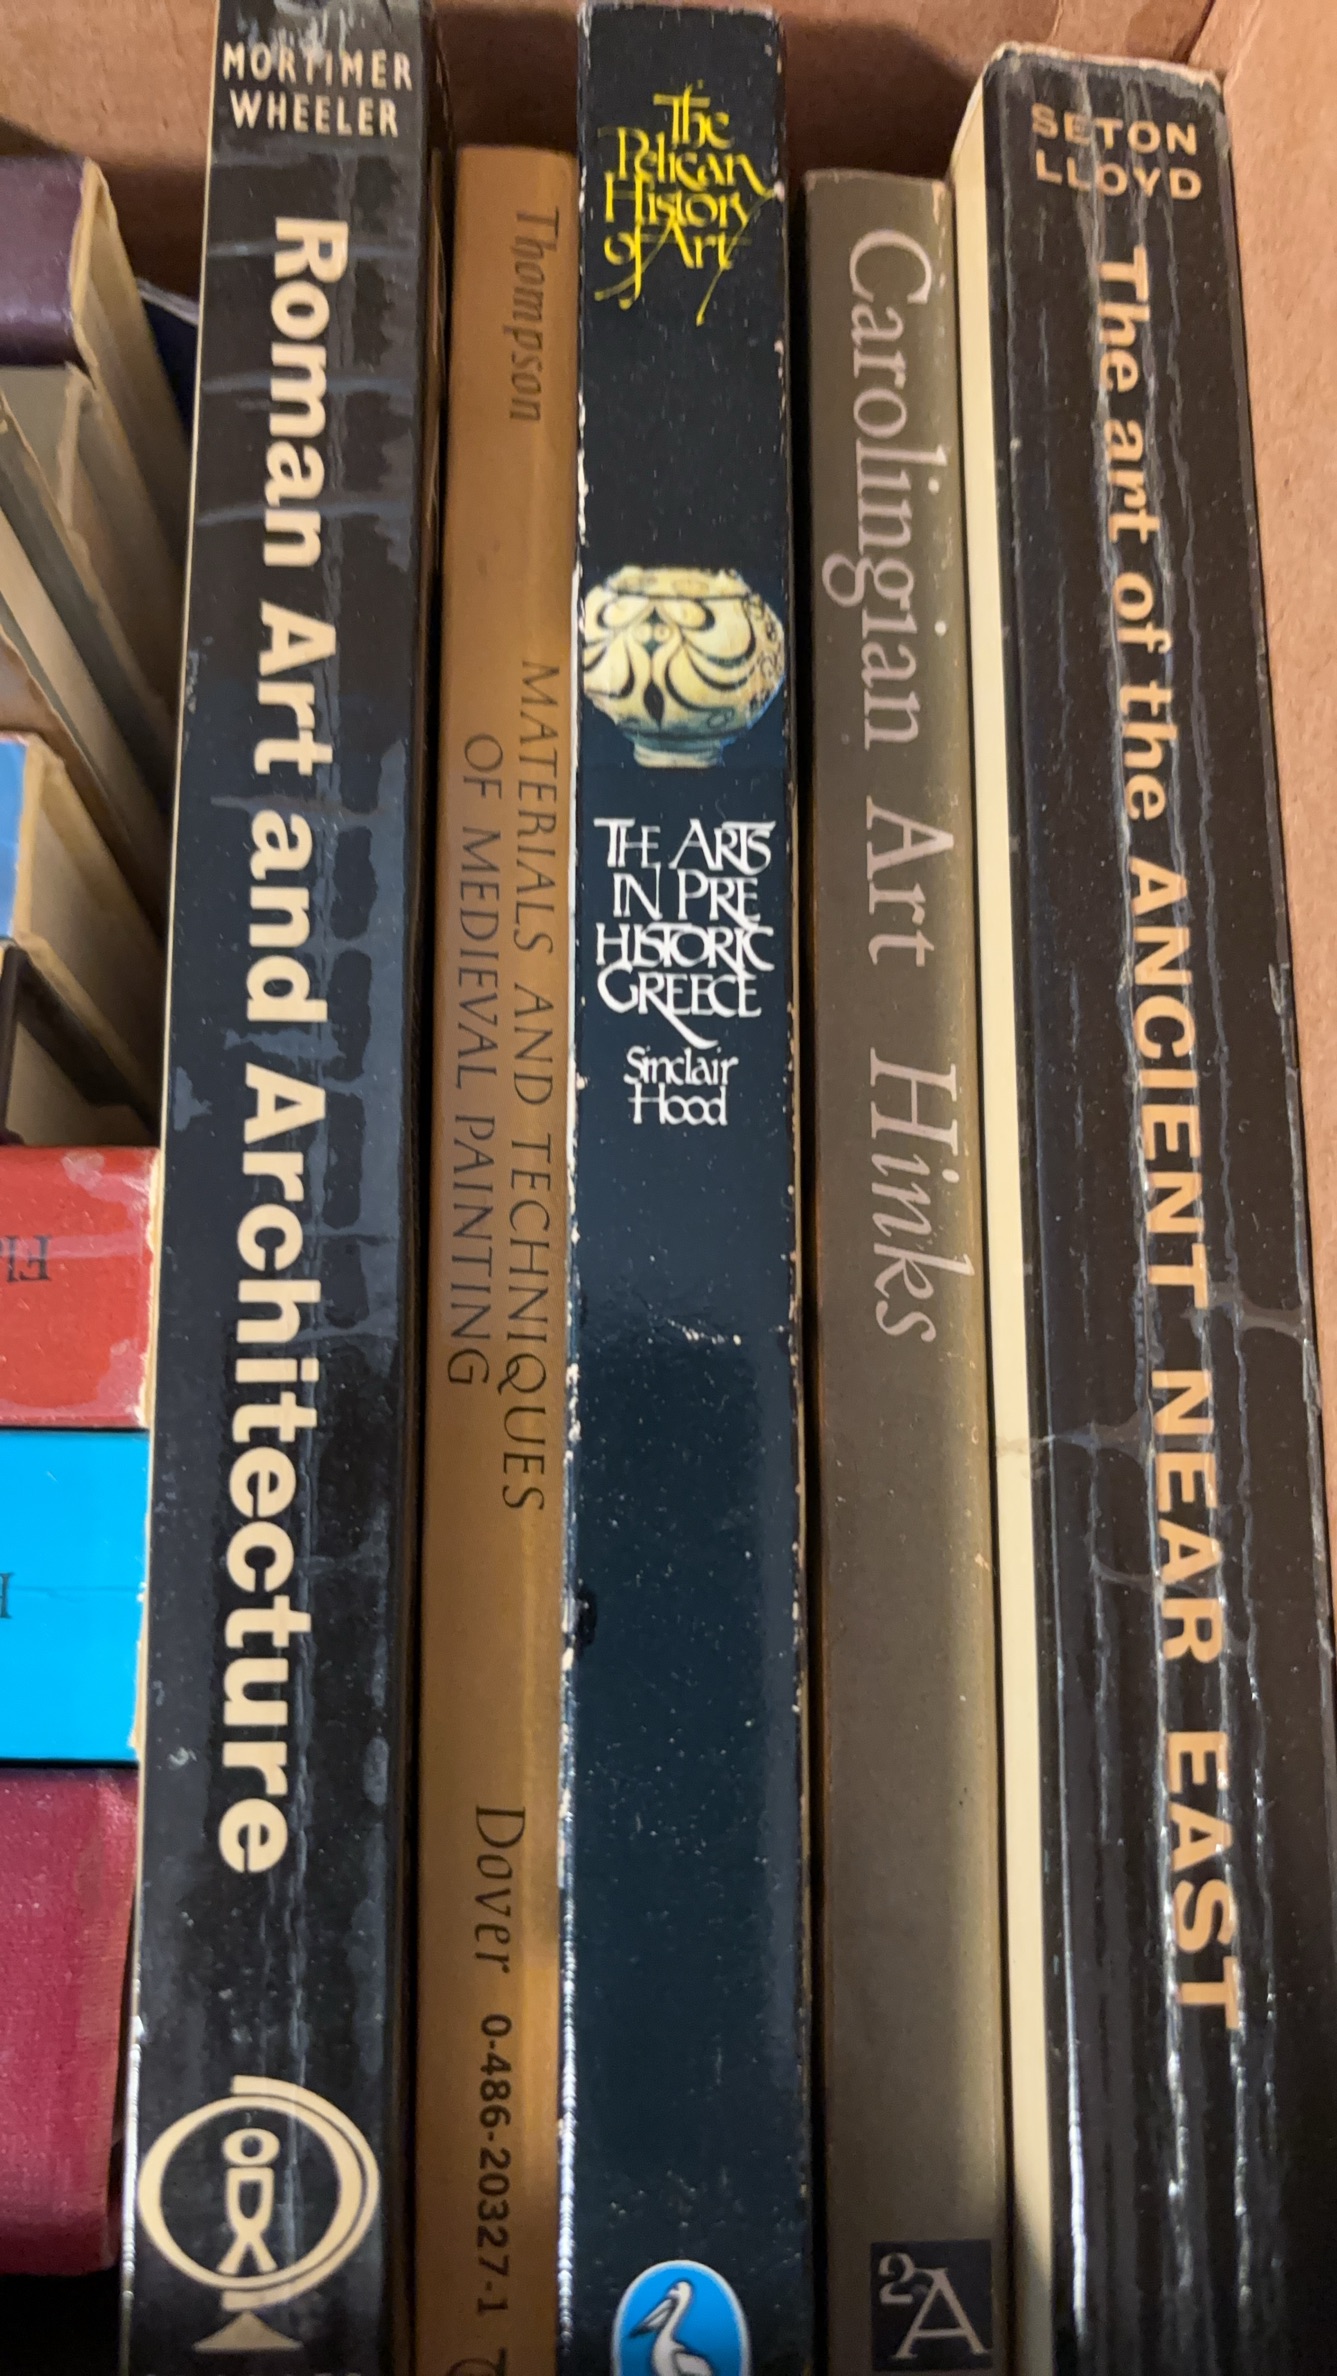 MORTIMER
WHEELER
Roman Art and Architecture
Thompson
MATERIALS AND TECHNIQUES
OF MEDIEVAL PAINTING
Dover 0-486-20327-1
The
Pelican
History
of Art
THE ARTS
IN PRE
HISTORIC
GREECE
Sinclair
Hood
Carolingian Art Hinks
2A
SETON
LLOYD
The art of the ANCIENT NEAR EAST